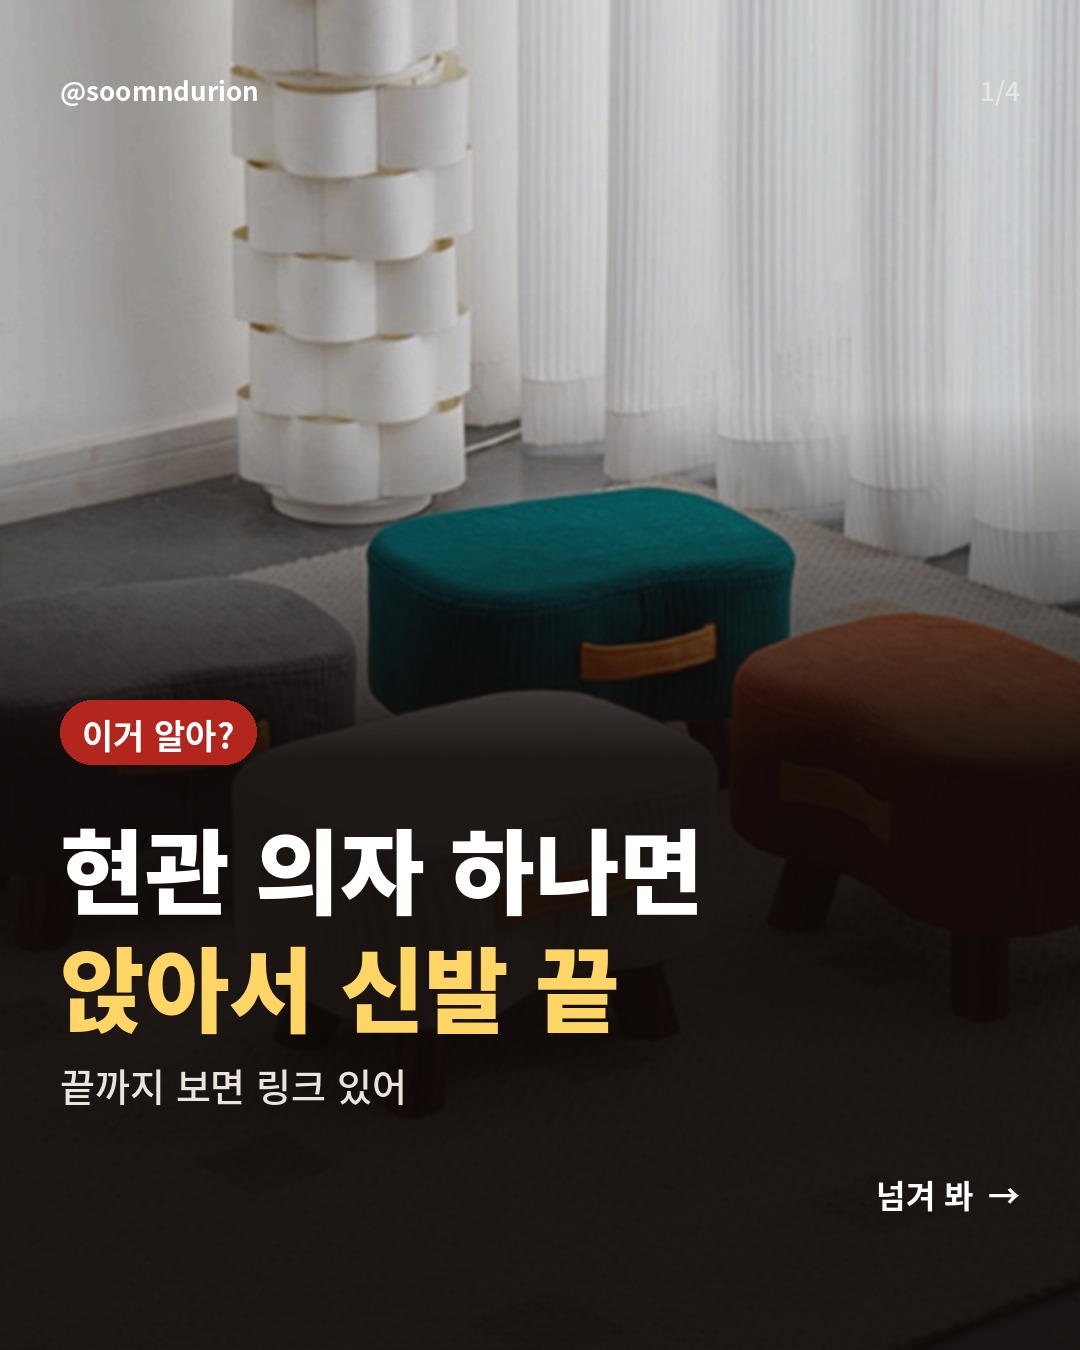 @soomndurion
1/4
이거 알아?
현관 의자 하나면
앉아서 신발 끝
끝까지 보면 링크 있어
넘겨 봐 →